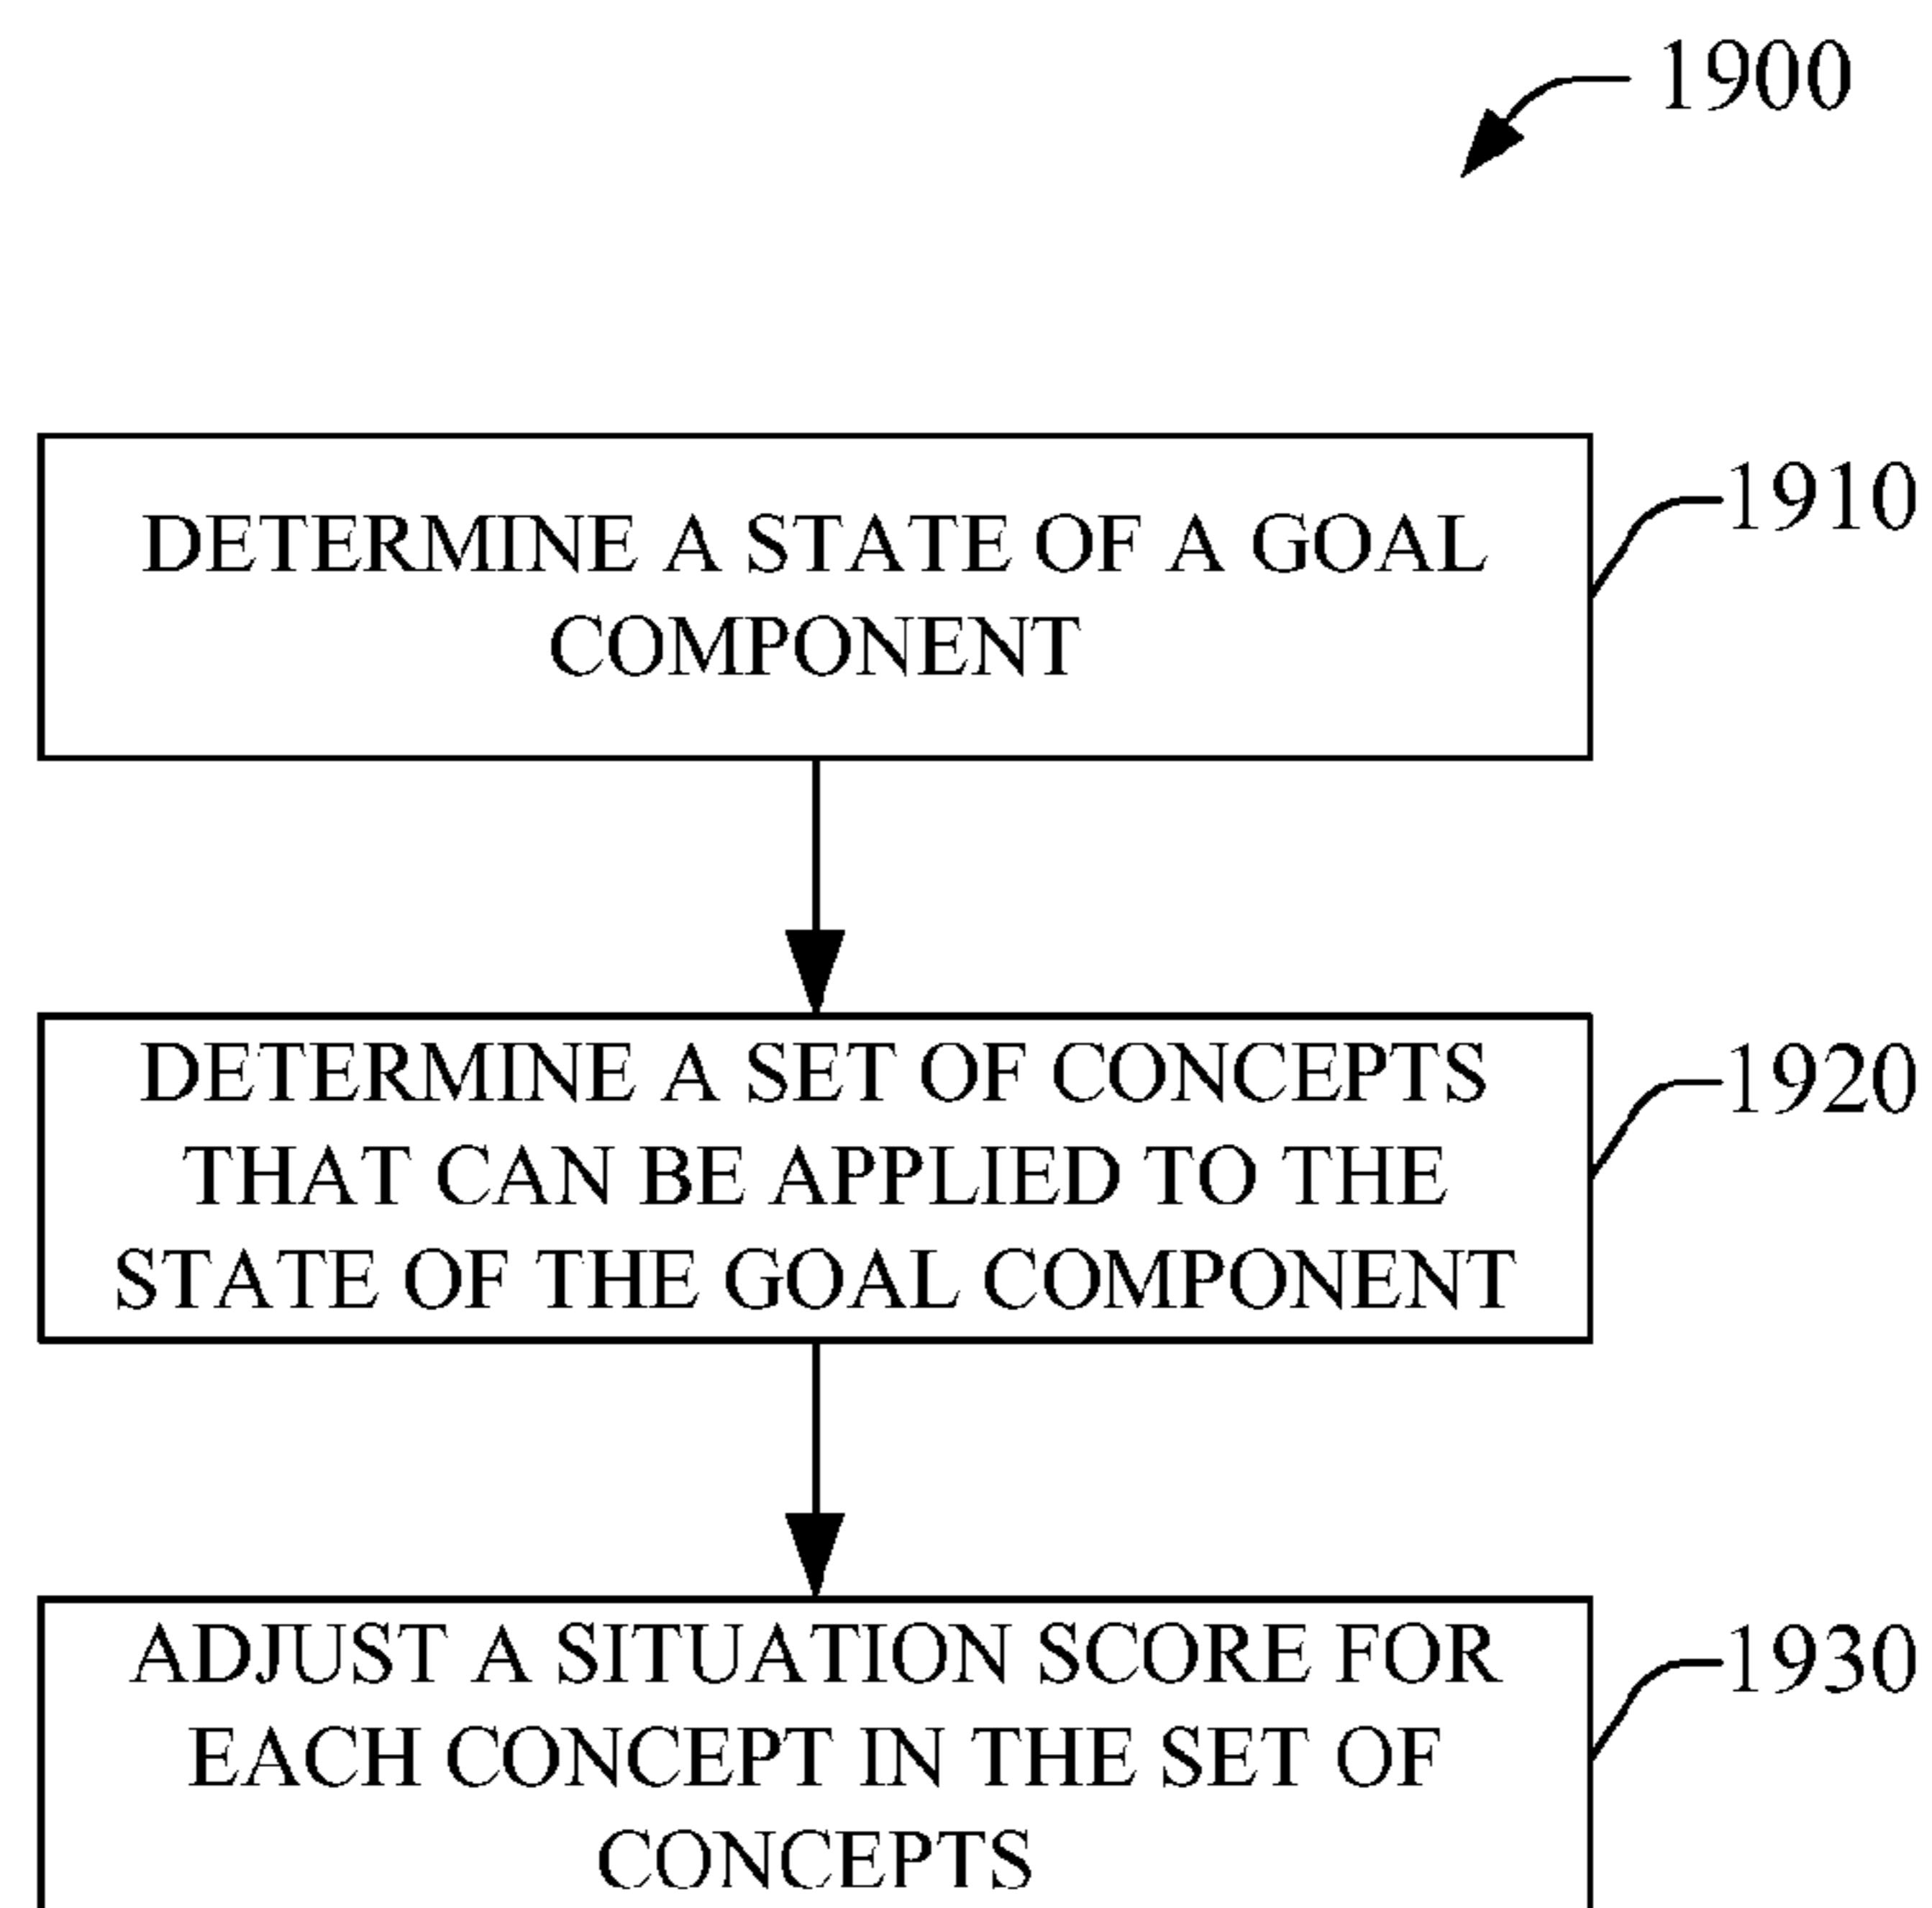 1900
DETERMINE A STATE OF A GOAL
COMPONENT
1910
DETERMINE A SET OF CONCEPTS
THAT CAN BE APPLIED TO THE
STATE OF THE GOAL COMPONENT
1920
ADJUST A SITUATION SCORE FOR
EACH CONCEPT IN THE SET OF
CONCEPTS
1930